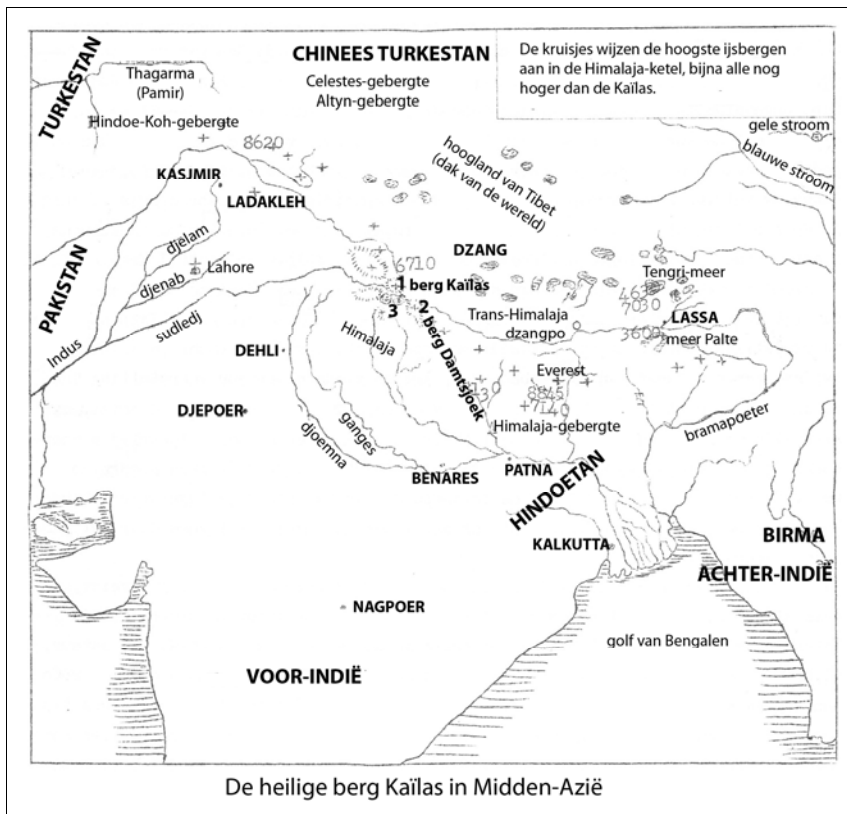 TURKESTAN
CHINEES TURKESTAN
Celestes-gebergte
Altyn-gebergte
De kruisjes wijzen de hoogste ijsbergen
aan in de Himalaja-ketel, bijna alle nog
hoger dan de Kaïlas.
Thagarma
(Pamir)
Hindoe-Koh-gebergte
8620
gele stroom
blauwe stroom
hoogland van Tibet
(dak van de wereld)
KASJMIR
LADAKLEH
PAKISTAN
djelam
Lahore
djenab
Indus
sudledj
DZANG
6710
1 berg Kaïlas
2 berg Damtsjoek
3
Himalaja
Tengri-meer
7030
LASSA
Trans-Himalaja
dzangpo
3600
meer Palte
DEHLI
Everest
8845
7140
Himalaja-gebergte
DJEPOER
ganges
djoemna
bramapoeter
BENARES
PATNA
HINDOETAN
KALKUTTA
BIRMA
ACHTER-INDIË
NAGPOER
golf van Bengalen
VOOR-INDIË
De heilige berg Kaïlas in Midden-Azië